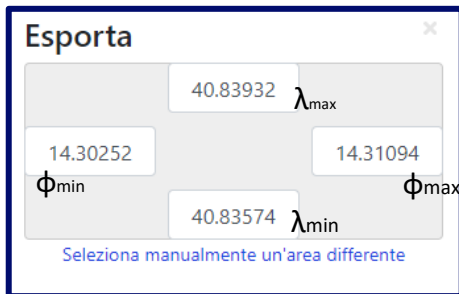 Esporta ×
40.83932 λmax
14.30252 14.31094
ϕmin ϕmax
40.83574 λmin
Seleziona manualmente un'area differente